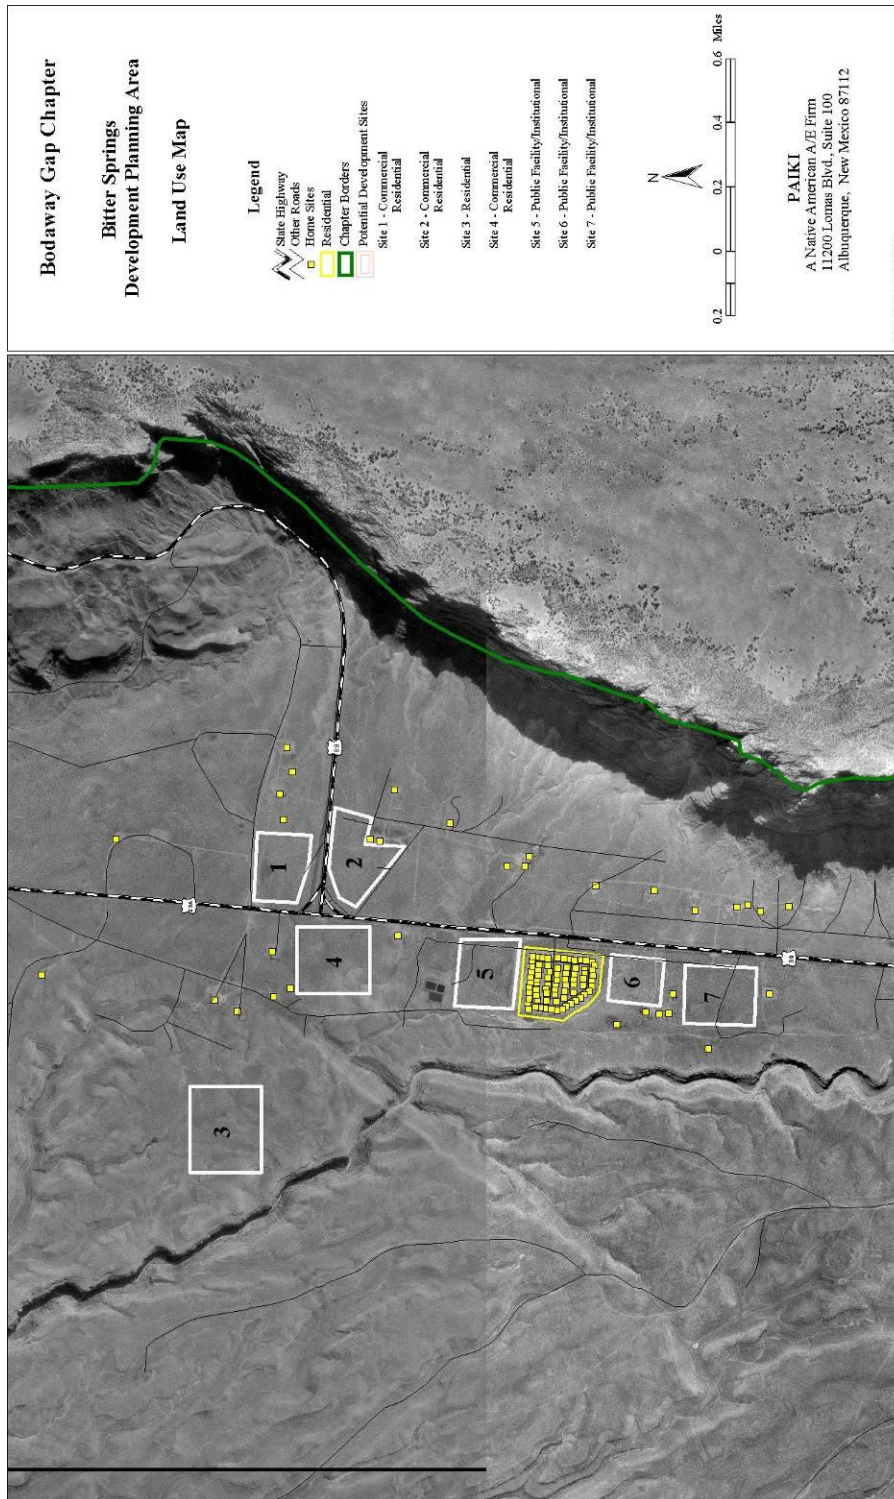 Bodaway Gap Chapter
Bitter Springs
Development Planning Area
Land Use Map
Legend
State Highway
Other Roads
Home Sites
Residential
Chapter Borders
Potential Development Sites
Site 1 - Commercial
Residential
Site 2 - Commercial
Residential
Site 3 - Residential
Site 4 - Commercial
Residential
Site 5 - Public Facility/Institutional
Site 6 - Public Facility/Institutional
Site 7 - Public Facility/Institutional
N
0.2 0 0.2 0.4 0.6 Miles
PAIKI
A Native American A/E Firm
11200 Lomas Blvd., Suite 100
Albuquerque, New Mexico 87112
1
2
3
4
5
6
7
89
89